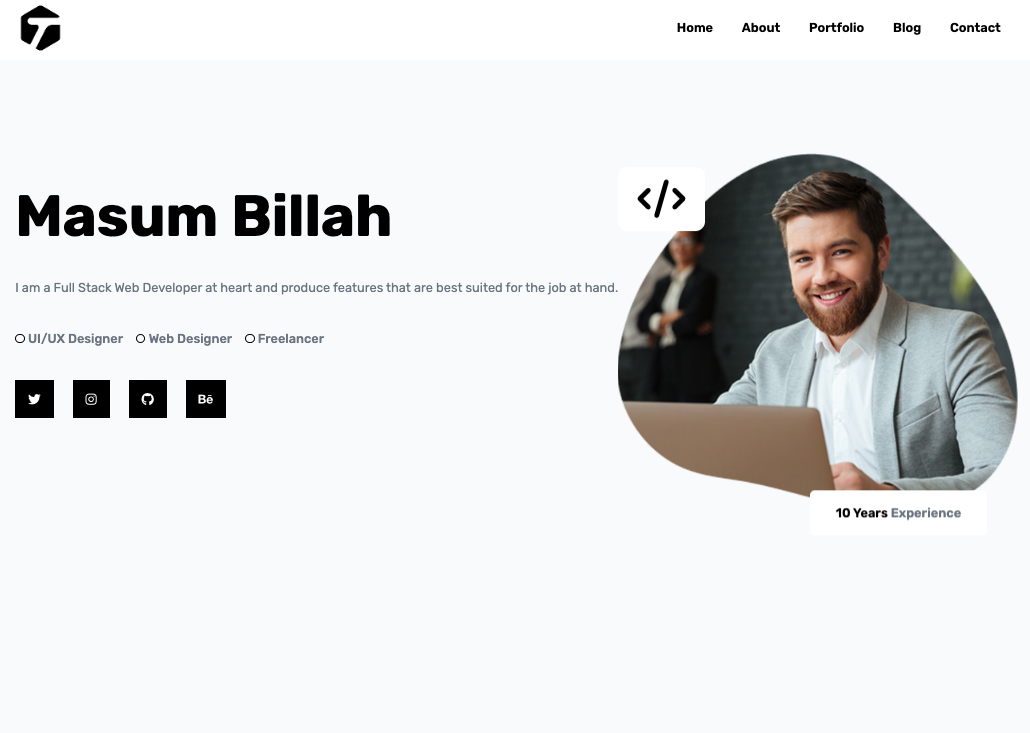 Home About Portfolio Blog Contact
Masum Billah
I am a Full Stack Web Developer at heart and produce features that are best suited for the job at hand.
UI/UX Designer Web Designer Freelancer
Bē
10 Years Experience